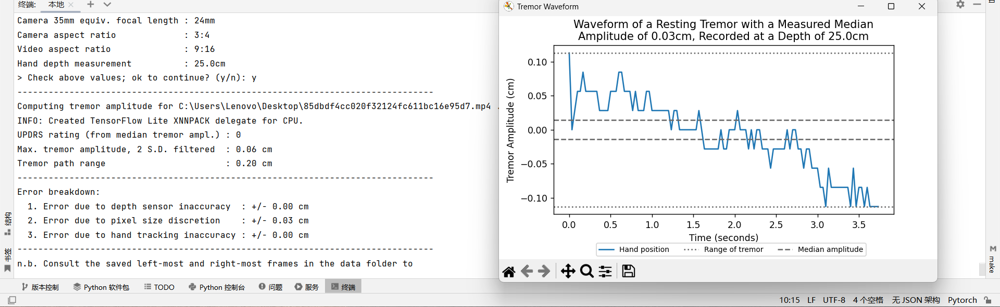 终端: 本地
Camera 35mm equiv. focal length : 24mm
Camera aspect ratio : 3:4
Video aspect ratio : 9:16
Hand depth measurement : 25.0cm
> Check above values; ok to continue? (y/n): y
--------------------------------------------------------------------------------
Computing tremor amplitude for C:\Users\Lenovo\Desktop\85dbdf4cc020f32124fc611bc16e95d7.mp4 .
INFO: Created TensorFlow Lite XNNPACK delegate for CPU.
UPDRS rating (from median tremor ampl.) : 0
Max. tremor amplitude, 2 S.D. filtered : 0.06 cm
Tremor path range : 0.20 cm
--------------------------------------------------------------------------------
Error breakdown:
1. Error due to depth sensor inaccuracy : +/- 0.00 cm
2. Error due to pixel size discretion : +/- 0.03 cm
3. Error due to hand tracking inaccuracy : +/- 0.00 cm
--------------------------------------------------------------------------------
n.b. Consult the saved left-most and right-most frames in the data folder to
结构
书签
Tremor Waveform
Waveform of a Resting Tremor with a Measured Median
Amplitude of 0.03cm, Recorded at a Depth of 25.0cm
Tremor Amplitude (cm)
0.10
0.05
0.00
−0.05
−0.10
0.0 0.5 1.0 1.5 2.0 2.5 3.0 3.5
Time (seconds)
Hand position Range of tremor Median amplitude
make
版本控制 Python 软件包 TODO Python 控制台 问题 服务 终端
10:15 LF UTF-8 4 个空格 无 JSON 架构 Pytorch